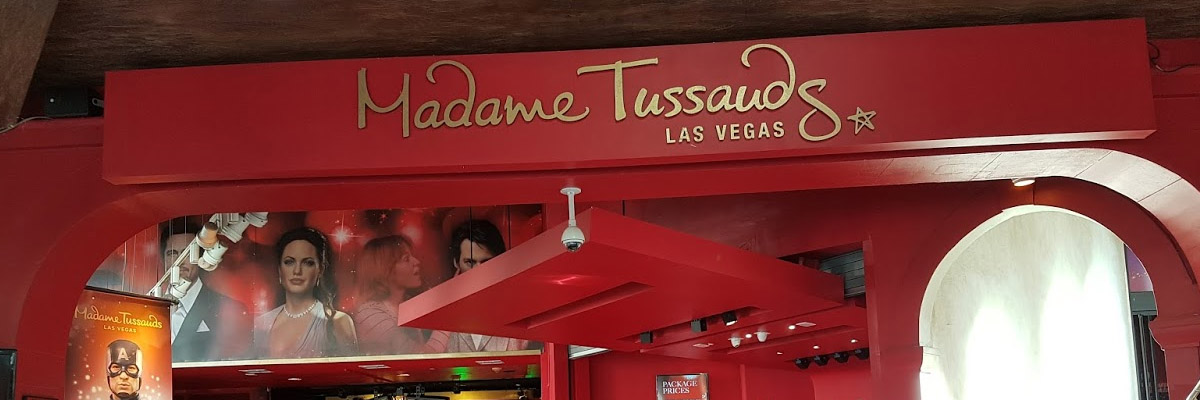 Madame Tussauds
LAS VEGAS
Madame Tussauds
LAS VEGAS
A
PACKAGE
PRICES